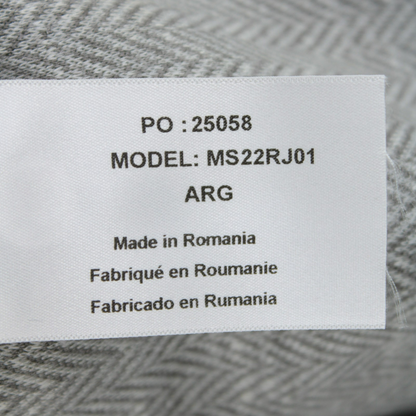 PO : 25058
MODEL: MS22RJ01
ARG
Made in Romania
Fabriqué en Roumanie
Fabricado en Rumania